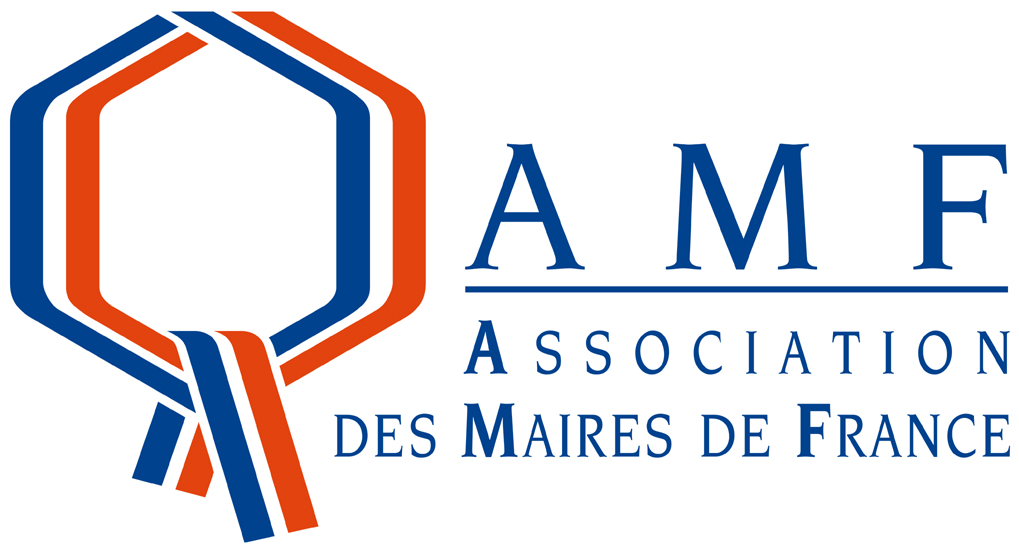 AMF
ASSOCIATION
DES MAIRES DE FRANCE